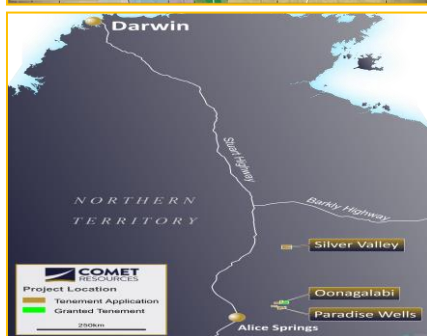 Darwin
Stuart Highway
NORTHERN
TERRITORY
Barkly Highway
Silver Valley
COMET
RESOURCES
Oonagalabi
Project Location
Tenement Application
Paradise Wells
Granted Tenement
250km
Alice Springs